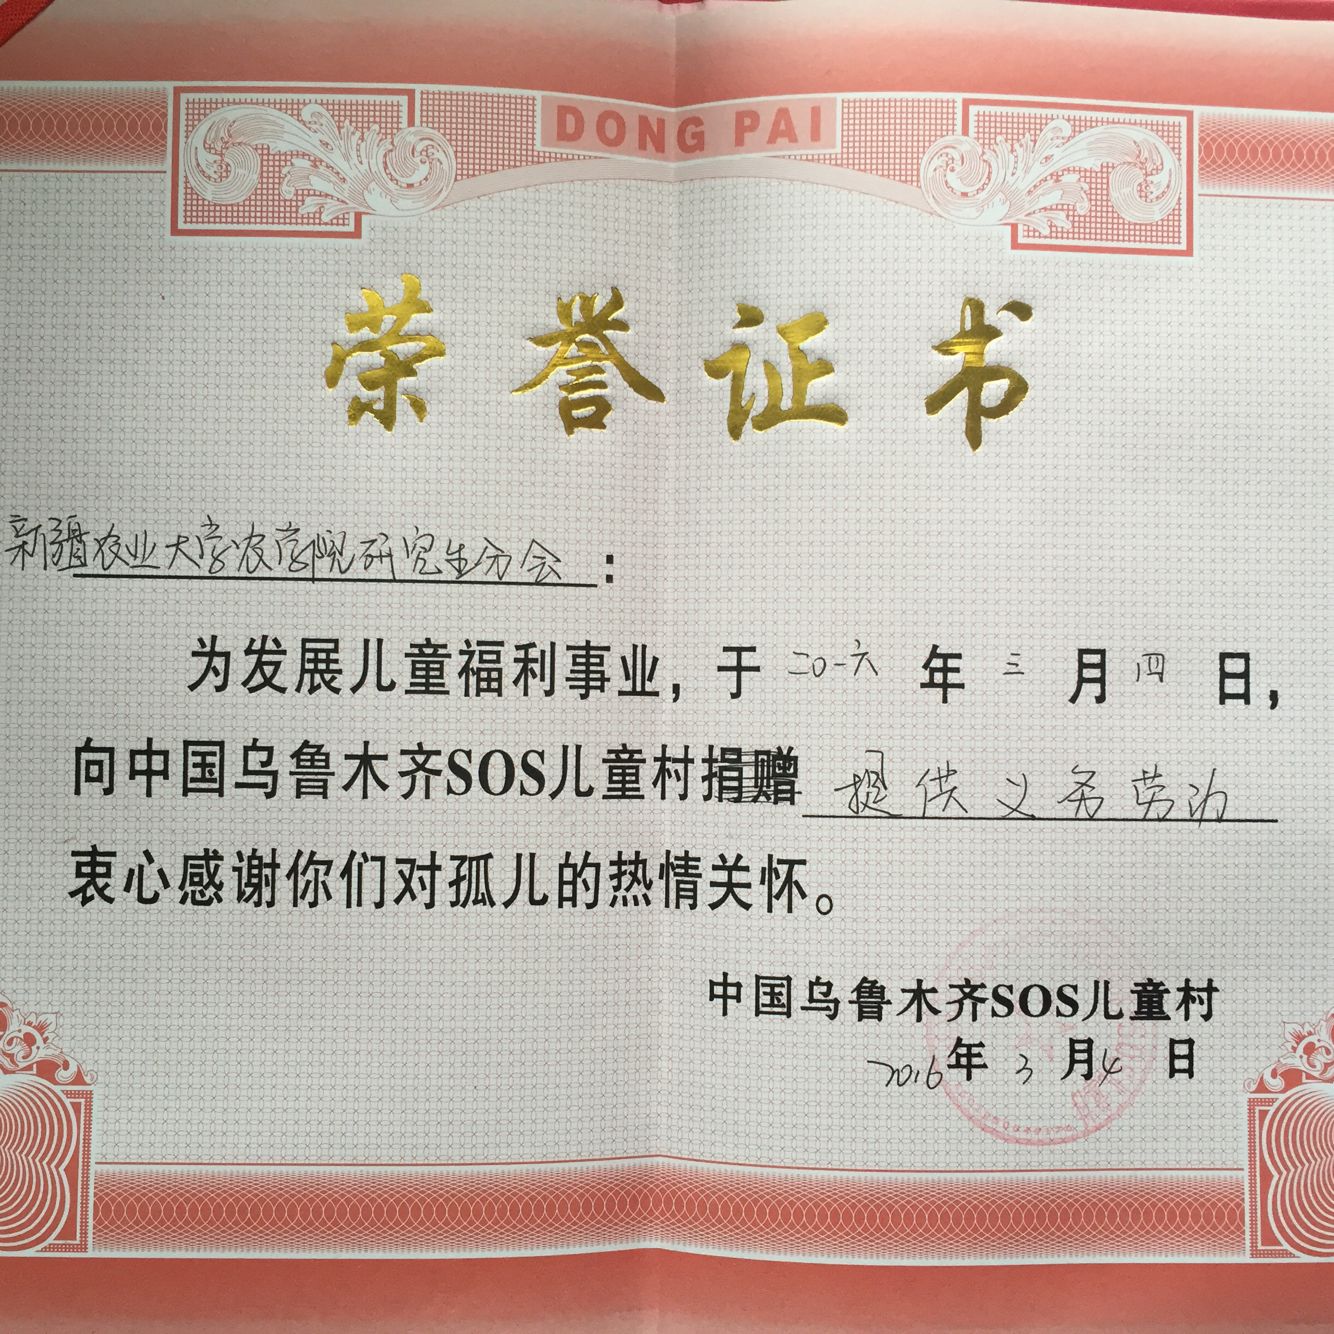 DONG PAI
荣誉证书
新疆农业大学农学院研究生分会：
为发展儿童福利事业，于二〇一六年三月四日，
向中国乌鲁木齐SOS儿童村捐赠提供义务劳动
衷心感谢你们对孤儿的热情关怀。
中国乌鲁木齐SOS儿童村
2016年3月4日